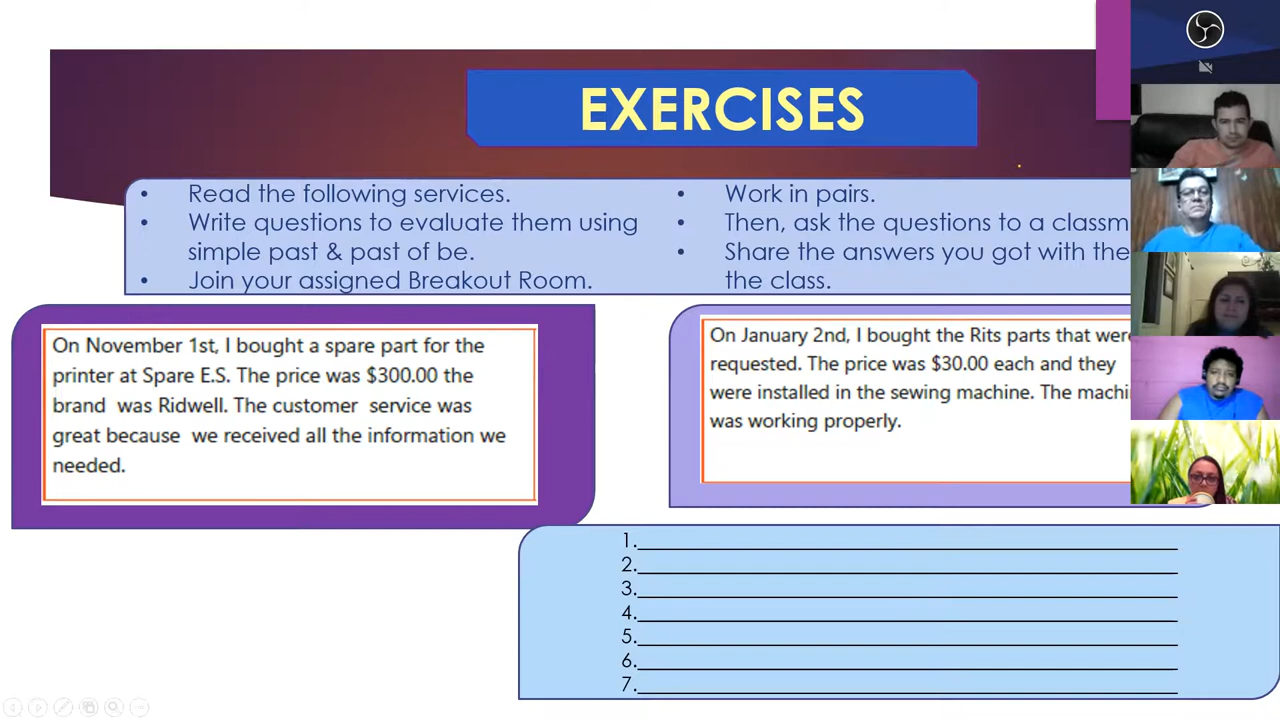 EXERCISES
• Read the following services.
• Write questions to evaluate them using
simple past & past of be.
• Join your assigned Breakout Room.
• Work in pairs.
• Then, ask the questions to a classm
• Share the answers you got with the
the class.
On November 1st, I bought a spare part for the
printer at Spare E.S. The price was $300.00 the
brand was Ridwell. The customer service was
great because we received all the information we
needed.
On January 2nd, I bought the Rits parts that were
requested. The price was $30.00 each and they
were installed in the sewing machine. The machi
was working properly.
1.
2.
3.
4.
5.
6.
7.